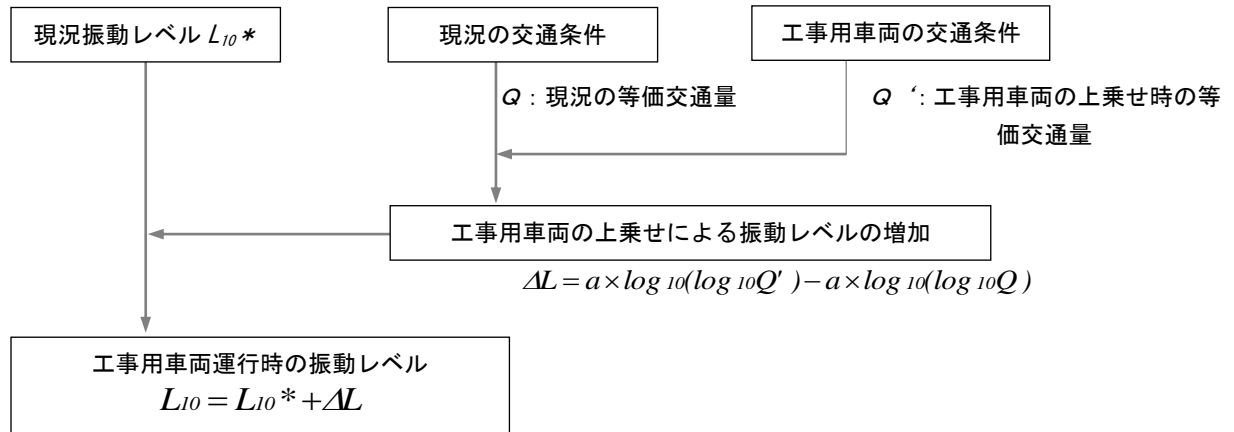 現況振動レベル L10*
現況の交通条件
工事用車両の交通条件
Q：現況の等価交通量
Q ‘：工事用車両の上乗せ時の等
価交通量
工事用車両の上乗せによる振動レベルの増加
ΔL＝a×log10(log10Q' )−a×log10(log10Q )
工事用車両運行時の振動レベル
L10＝L10*+ΔL